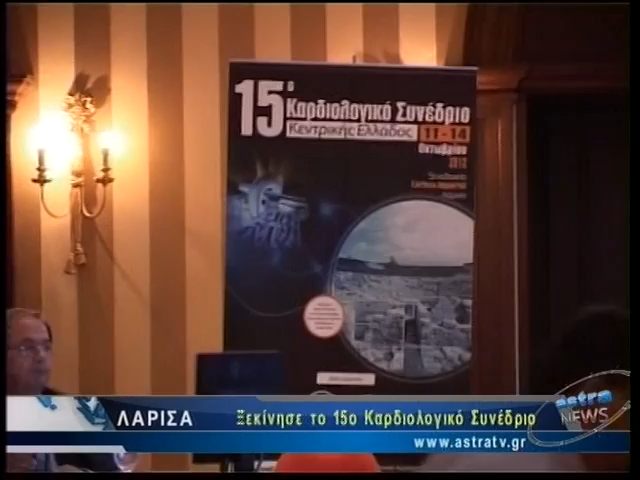 15ο
Καρδιολογικό Συνέδριο
Κεντρικής Ελλάδος
11-14
Οκτωβρίου
2012
ΛΑΡΙΣΑ
Ξεκίνησε το 15ο Καρδιολογικό Συνέδριο
astra
NEWS
www.astratv.gr